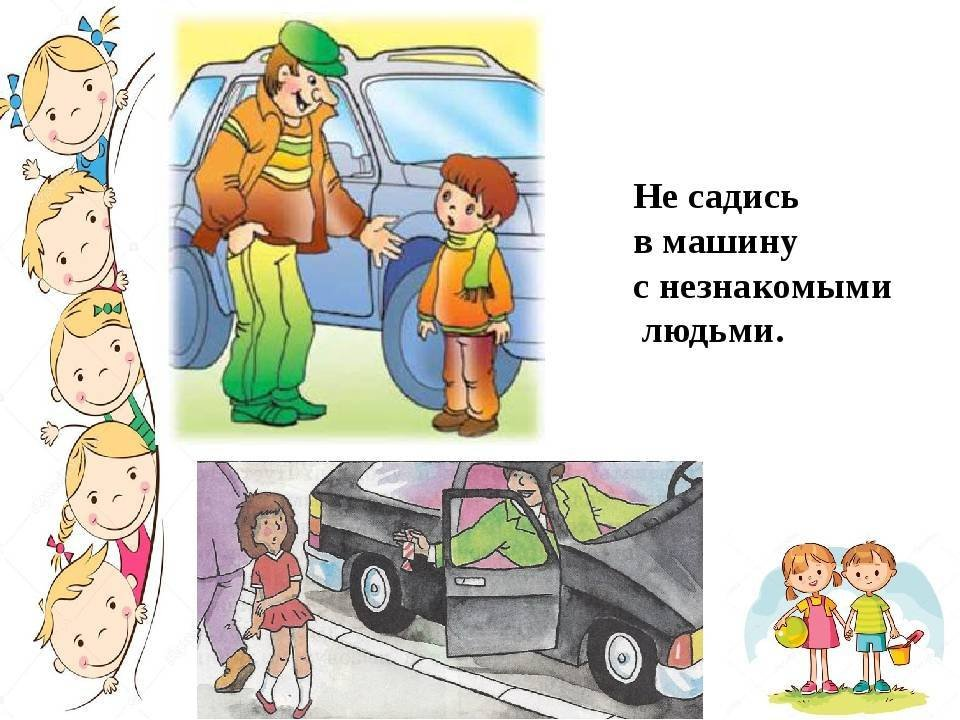 Не садись
в машину
с незнакомыми
людьми.